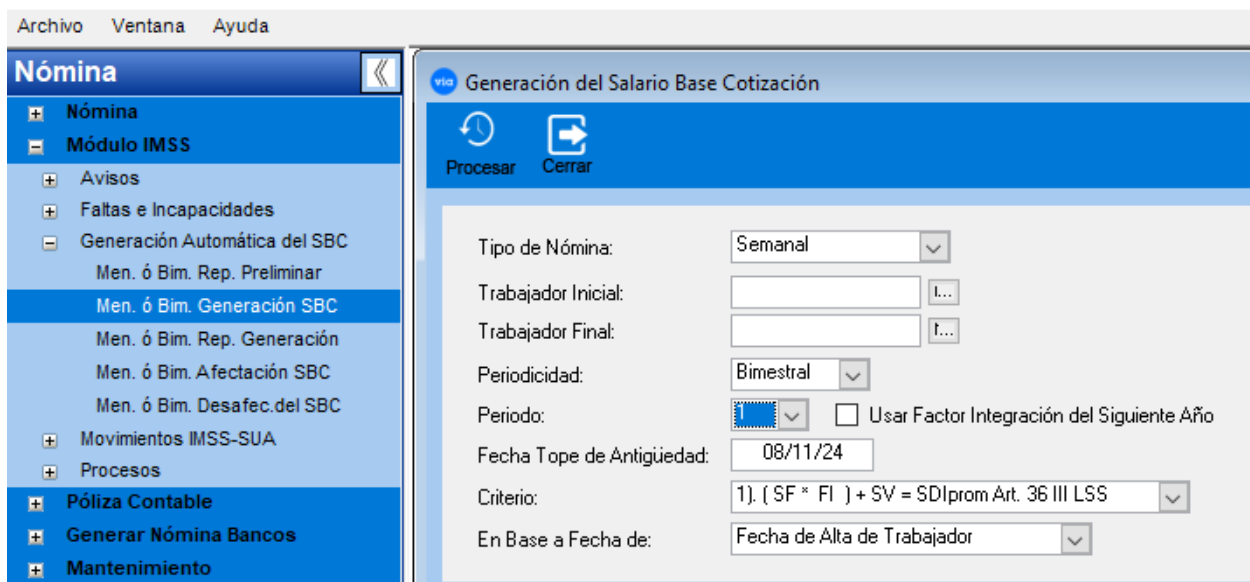 Archivo Ventana Ayuda
Nómina
Nómina
Módulo IMSS
Avisos
Faltas e Incapacidades
Generación Automática del SBC
Men. ó Bim. Rep. Preliminar
Men. ó Bim. Generación SBC
Men. ó Bim. Rep. Generación
Men. ó Bim. Afectación SBC
Men. ó Bim. Desafec.del SBC
Movimientos IMSS-SUA
Procesos
Póliza Contable
Generar Nómina Bancos
Mantenimiento
via Generación del Salario Base Cotización
Procesar Cerrar
Tipo de Nómina: Semanal
Trabajador Inicial:
Trabajador Final:
Periodicidad: Bimestral
Periodo: 1 Usar Factor Integración del Siguiente Año
Fecha Tope de Antigüedad: 08/11/24
Criterio: 1). ( SF * FI ) + SV = SDIprom Art. 36 III LSS
En Base a Fecha de: Fecha de Alta de Trabajador